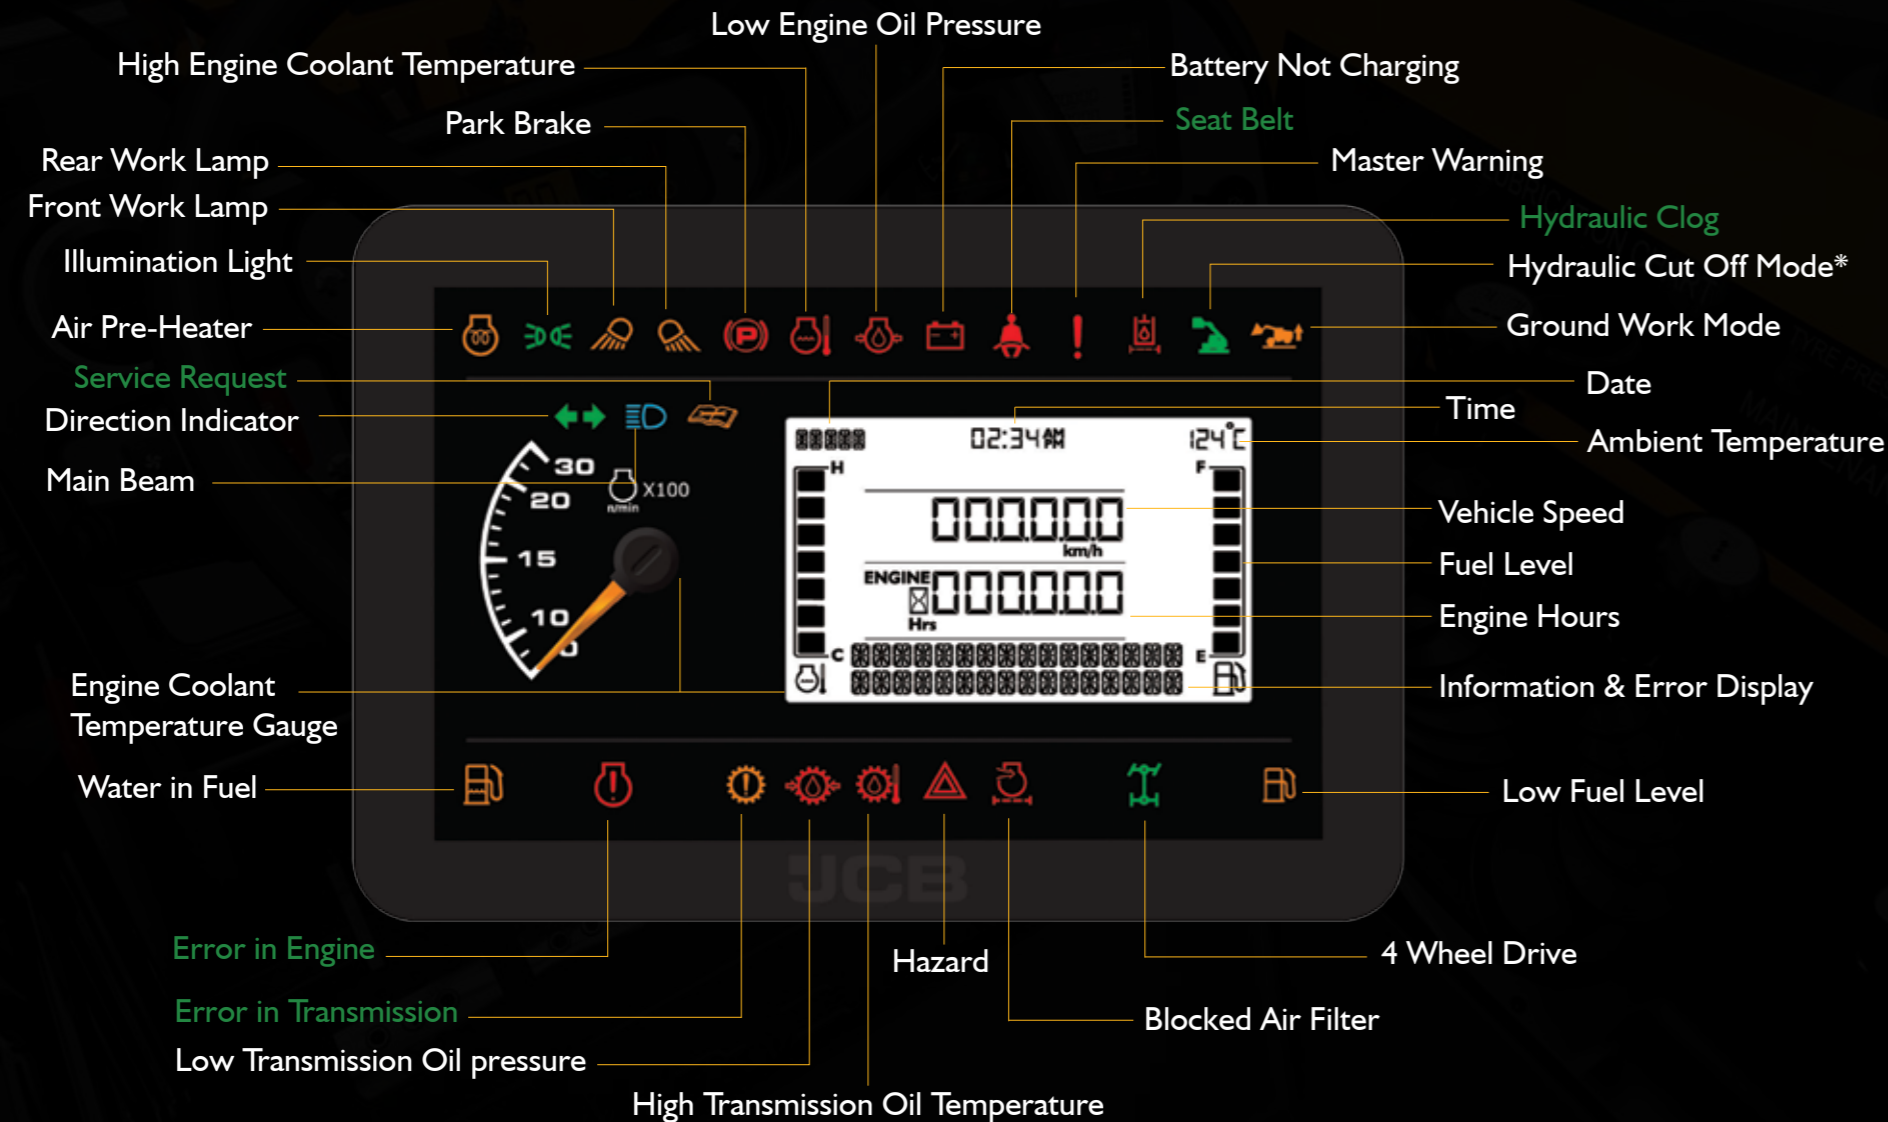 Low Engine Oil Pressure
High Engine Coolant Temperature
Battery Not Charging
Park Brake
Seat Belt
Rear Work Lamp
Master Warning
Front Work Lamp
Hydraulic Clog
Illumination Light
Hydraulic Cut Off Mode*
Air Pre-Heater
Ground Work Mode
Service Request
Date
Direction Indicator
Time
Ambient Temperature
Main Beam
02:34
124°C
H
F
30
20
15
10
0
X100
n/min
P
km/h
ENGINE
Hrs
C
E
Vehicle Speed
Fuel Level
Engine Hours
Information & Error Display
Engine Coolant
Temperature Gauge
Water in Fuel
Low Fuel Level
JCB
Error in Engine
Hazard
4 Wheel Drive
Error in Transmission
Blocked Air Filter
Low Transmission Oil pressure
High Transmission Oil Temperature